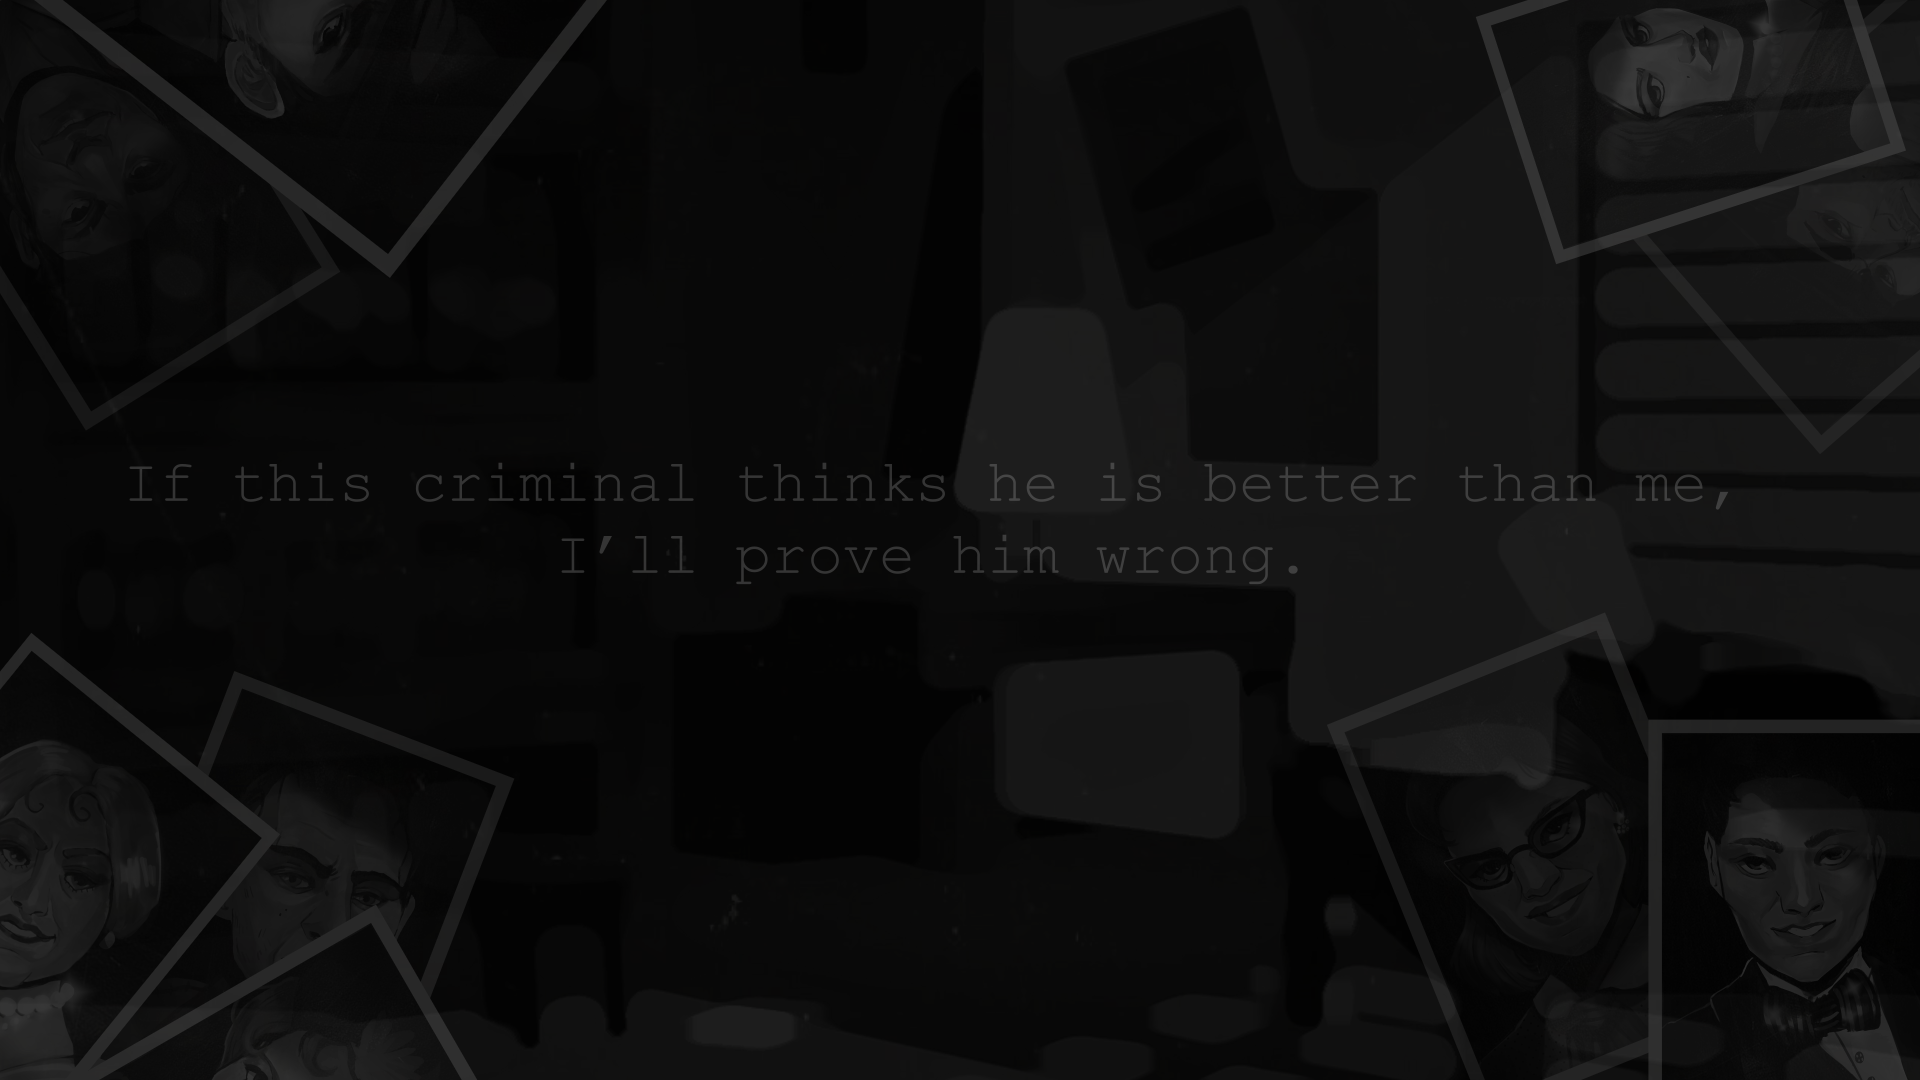 If this criminal thinks he is better than me,
I’ll prove him wrong.